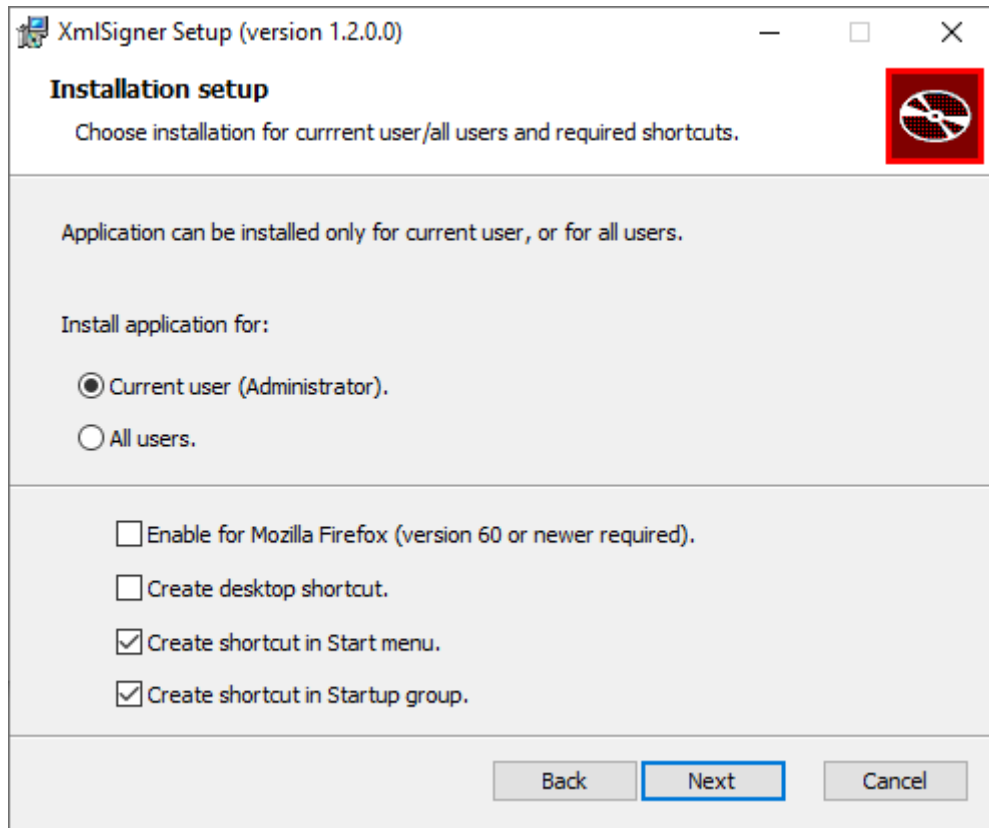 XmlSigner Setup (version 1.2.0.0)
Installation setup
Choose installation for currrent user/all users and required shortcuts.
Application can be installed only for current user, or for all users.
Install application for:
Current user (Administrator).
All users.
Enable for Mozilla Firefox (version 60 or newer required).
Create desktop shortcut.
Create shortcut in Start menu.
Create shortcut in Startup group.
Back Next Cancel